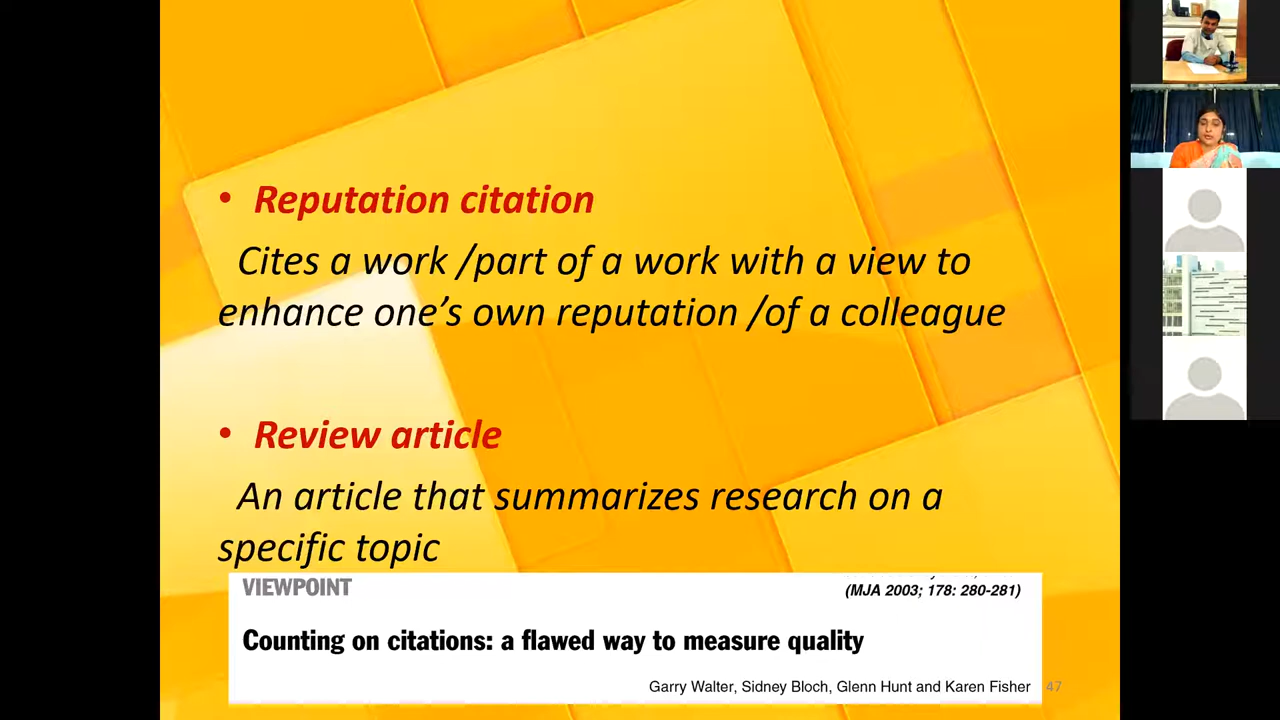 • Reputation citation
Cites a work /part of a work with a view to
enhance one's own reputation /of a colleague
• Review article
An article that summarizes research on a
specific topic
VIEWPOINT
(MJA 2003; 178: 280-281)
Counting on citations: a flawed way to measure quality
Garry Walter, Sidney Bloch, Glenn Hunt and Karen Fisher
47